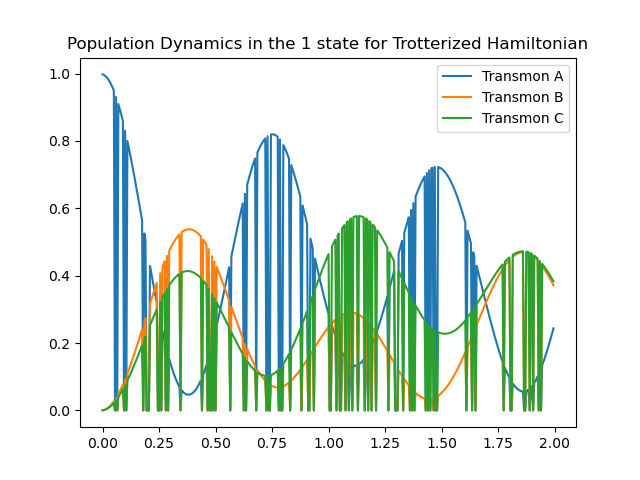 Population Dynamics in the 1 state for Trotterized Hamiltonian
Transmon A
Transmon B
Transmon C
1.0
0.8
0.6
0.4
0.2
0.0
0.00 0.25 0.50 0.75 1.00 1.25 1.50 1.75 2.00